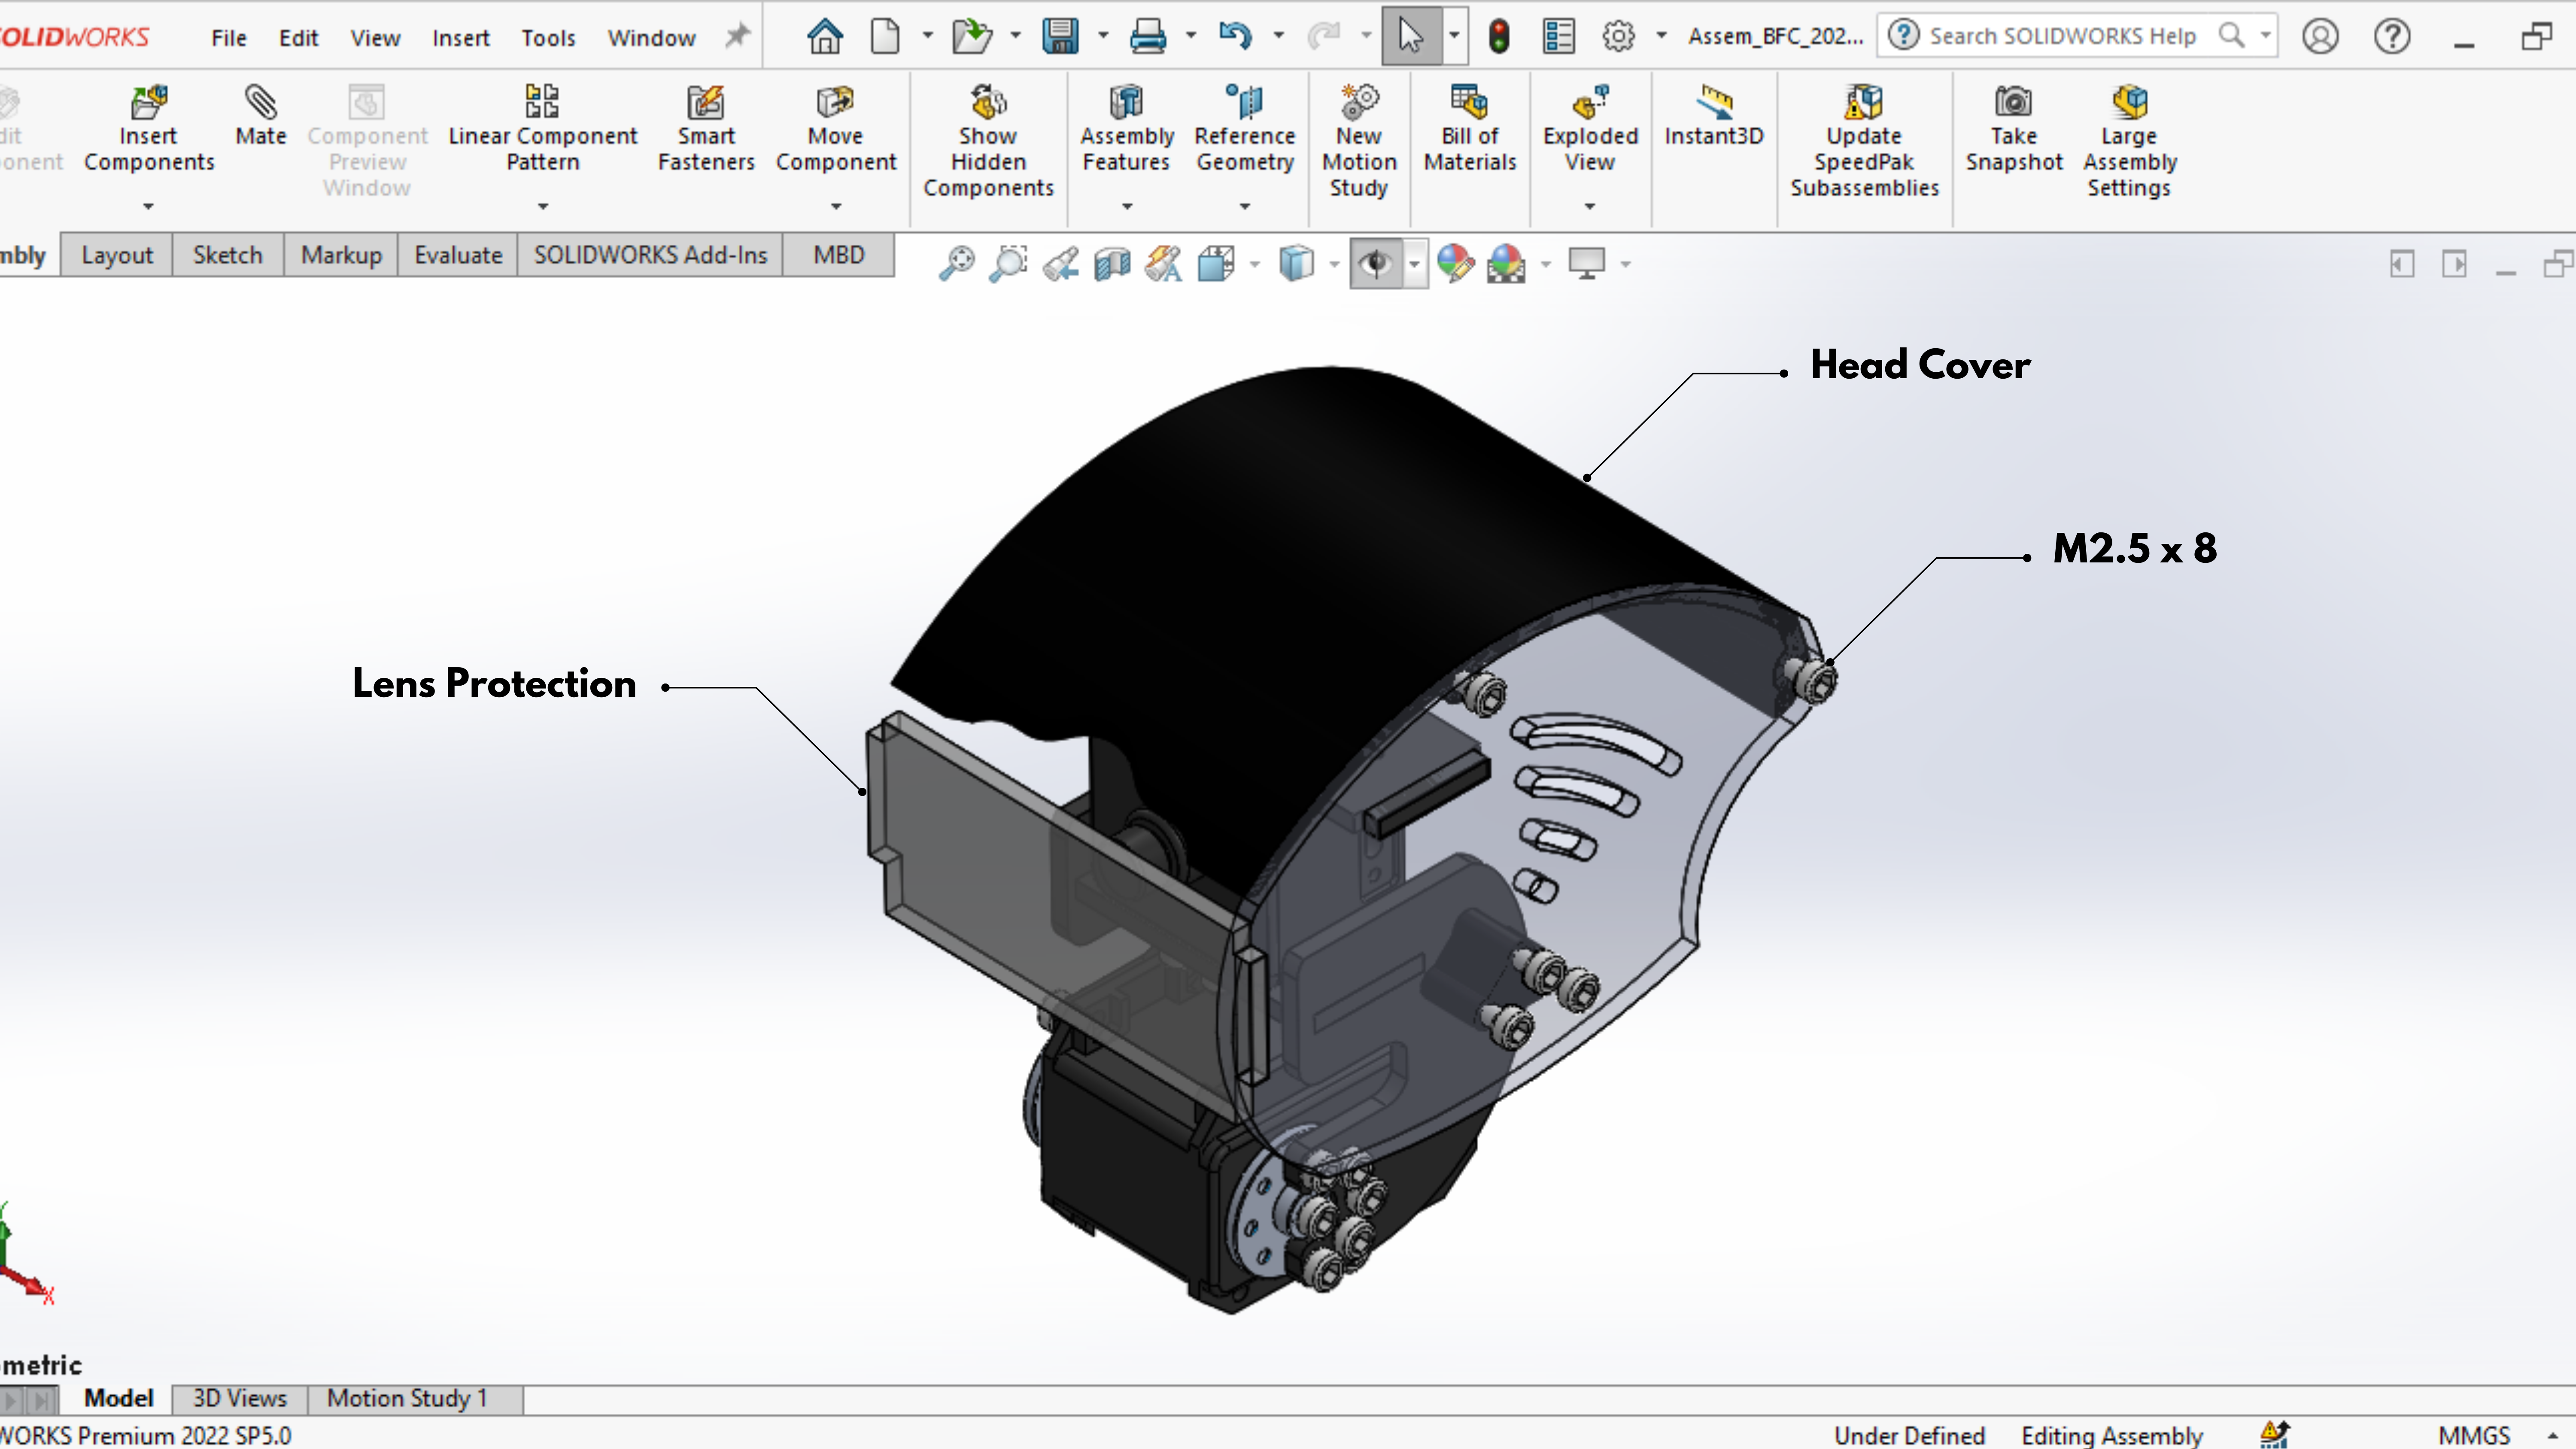 SOLIDWORKS File Edit View Insert Tools Window Assem_BFC_202... Search SOLIDWORKS Help
Insert Components
Mate
Component Preview Window
Linear Component Pattern
Smart Fasteners
Move Component
Show Hidden Components
Assembly Features
Reference Geometry
New Motion Study
Bill of Materials
Exploded View
Instant3D
Update SpeedPak Subassemblies
Take Snapshot
Large Assembly Settings
mbly Layout Sketch Markup Evaluate SOLIDWORKS Add-Ins MBD
Head Cover
M2.5 x 8
Lens Protection
Y
X
ometric
Model 3D Views Motion Study 1
WORKS Premium 2022 SP5.0 Under Defined Editing Assembly MMGS